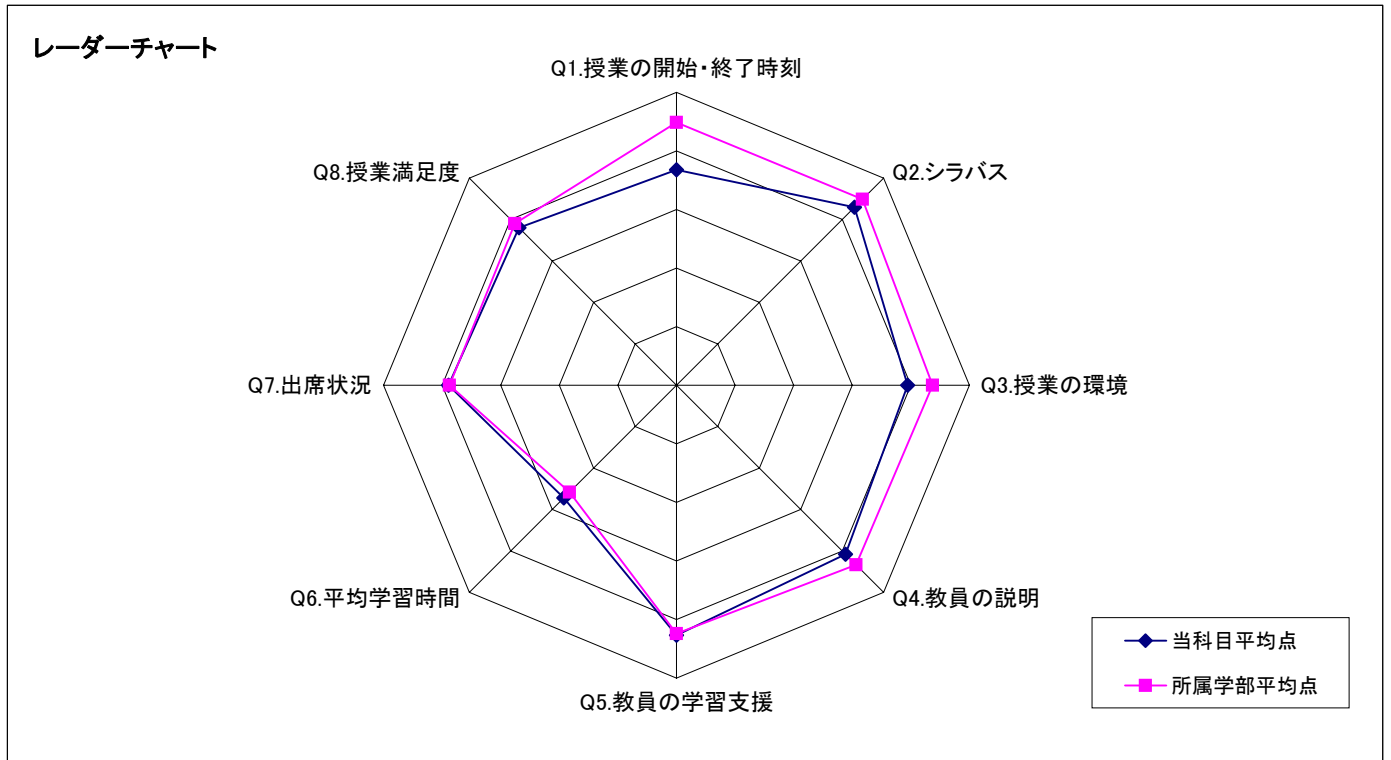 レーダーチャート
Q1.授業の開始・終了時刻
Q2.シラバス
Q3.授業の環境
Q4.教員の説明
Q5.教員の学習支援
Q6.平均学習時間
Q7.出席状況
Q8.授業満足度
当科目平均点
所属学部平均点